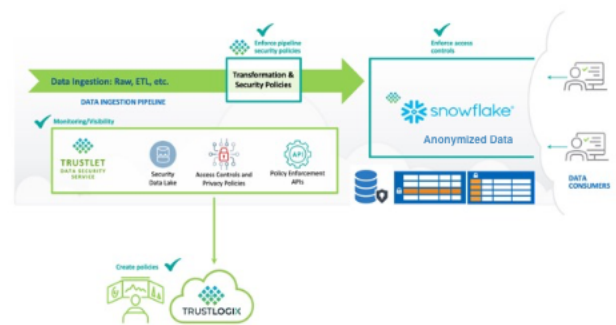 Enforce pipeline
security policies
Enforce access
controls
Data Ingestion: Raw, ETL, etc.
Transformation &
Security Policies
DATA INGESTION PIPELINE
snowflake
Anonymized Data
Monitoring/Visibility
TRUSTLET
DATA SECURITY
SERVICE
Security
Data Lake
Access Controls and
Privacy Policies
API
Policy Enforcement
APIs
DATA
CONSUMERS
Create policies
TRUSTLOGIX